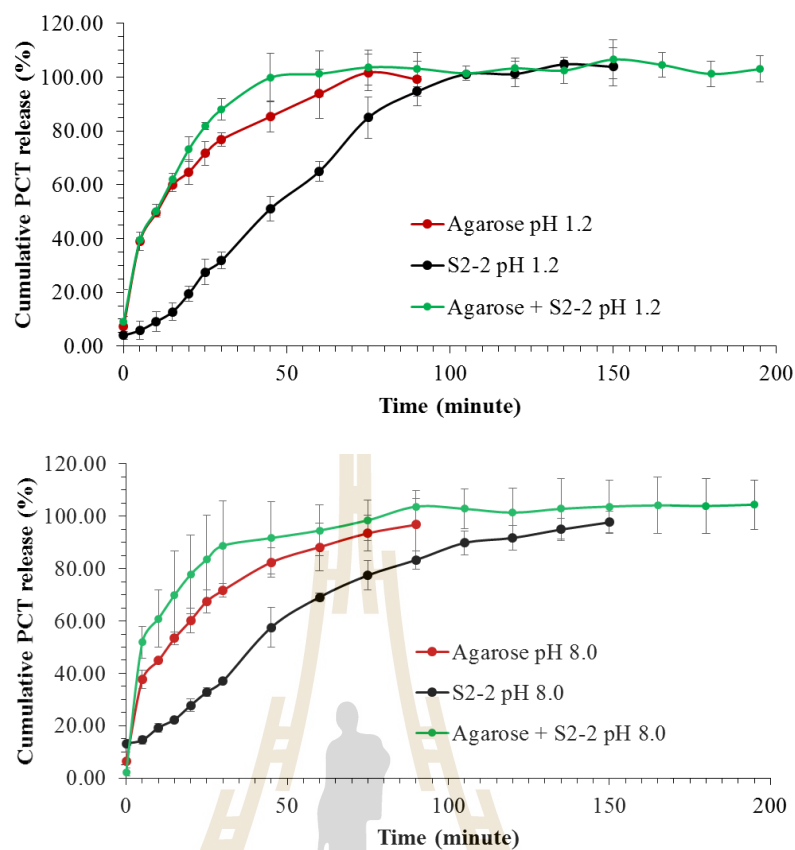 120.00
100.00
80.00
60.00
40.00
20.00
0.00
Cumulative PCT release (%)
Agarose pH 1.2
S2-2 pH 1.2
Agarose + S2-2 pH 1.2
0 50 100 150 200
Time (minute)
120.00
100.00
80.00
60.00
40.00
20.00
0.00
Cumulative PCT release (%)
Agarose pH 8.0
S2-2 pH 8.0
Agarose + S2-2 pH 8.0
0 50 100 150 200
Time (minute)